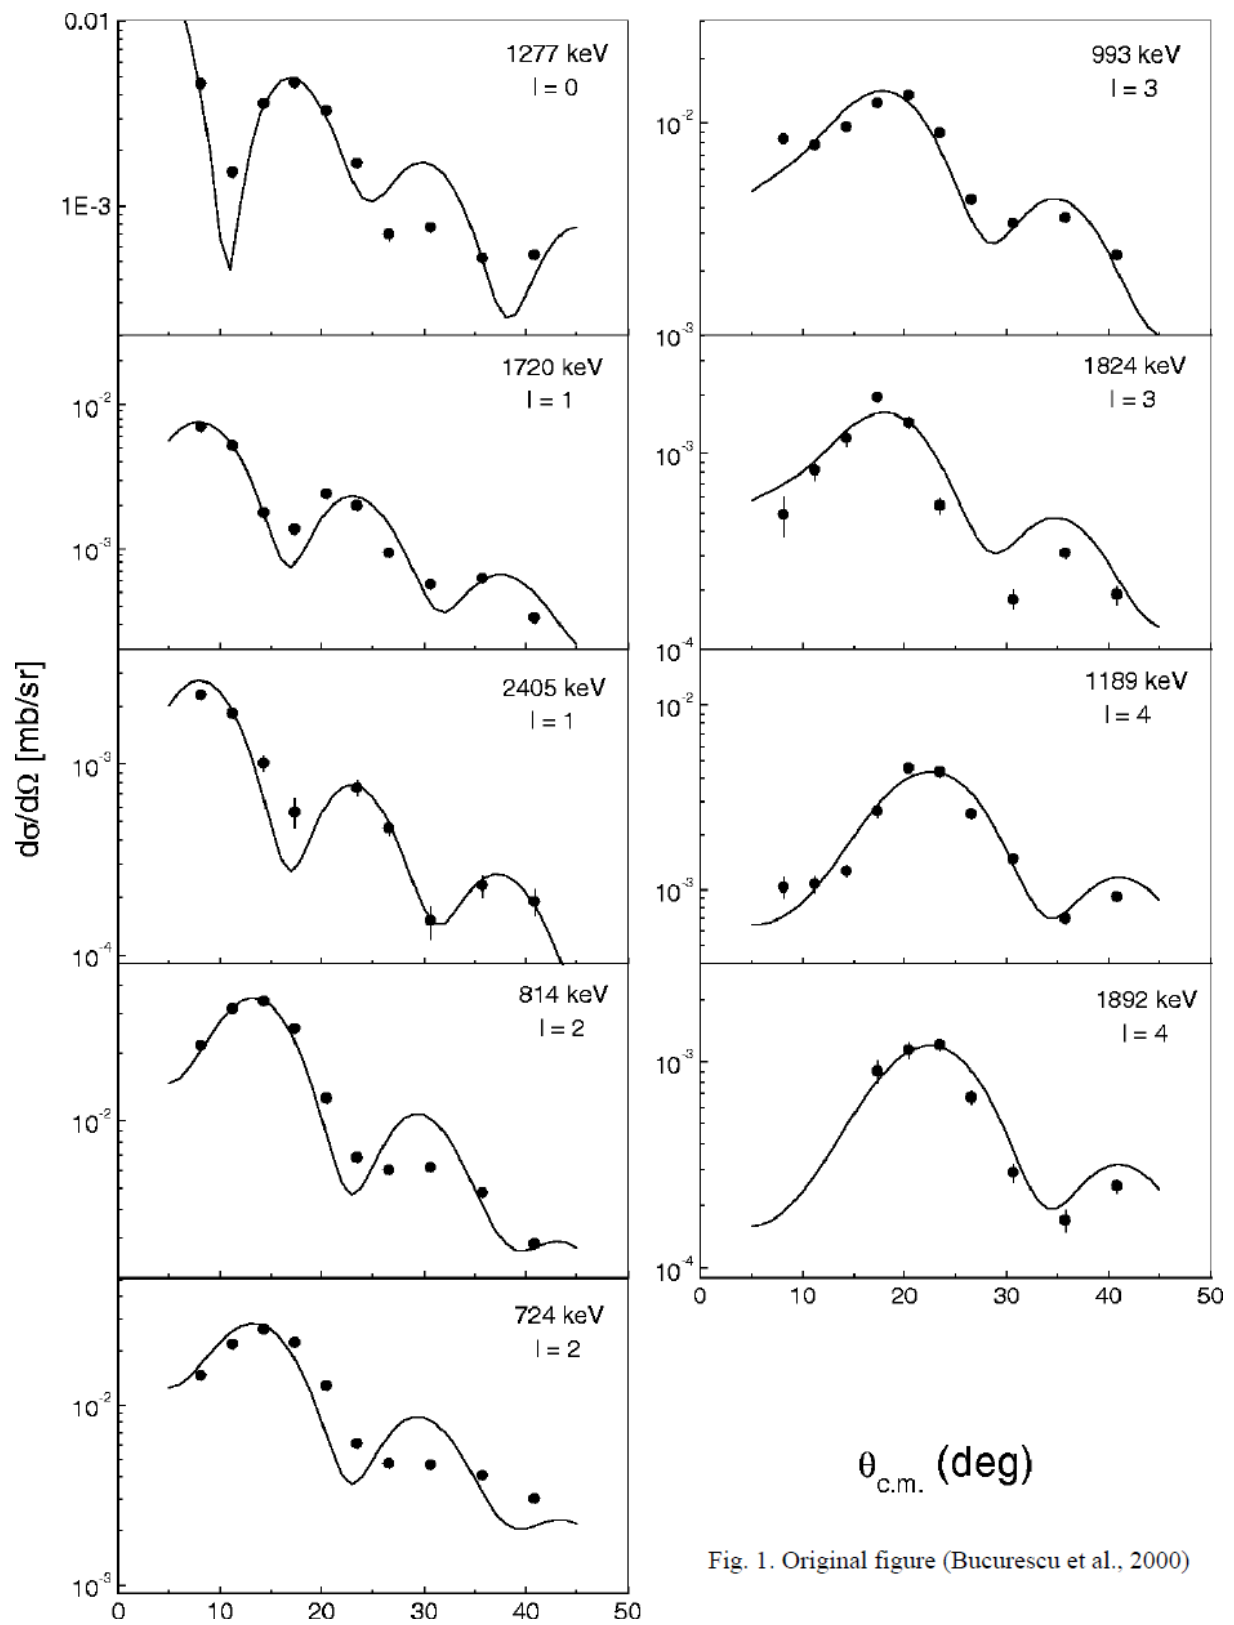 0.01
1E-3
1277 keV
l = 0
10-2
10-3
1720 keV
l = 1
10-3
10-4
2405 keV
l = 1
10-2
814 keV
l = 2
10-2
10-3
724 keV
l = 2
0 10 20 30 40 50
dσ/dΩ [mb/sr]
10-2
10-3
993 keV
l = 3
10-3
10-4
1824 keV
l = 3
10-2
10-3
1189 keV
l = 4
10-3
10-4
1892 keV
l = 4
0 10 20 30 40 50
θc.m. (deg)
Fig. 1. Original figure (Bucurescu et al., 2000)